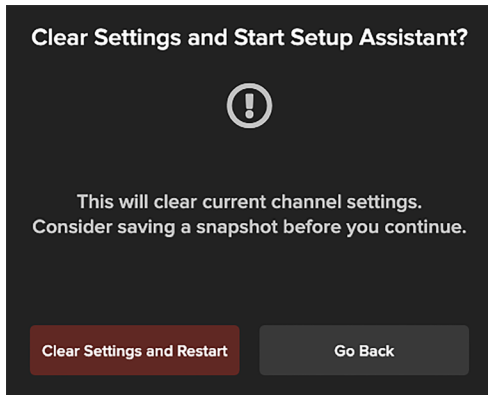 Clear Settings and Start Setup Assistant?
This will clear current channel settings.
Consider saving a snapshot before you continue.
Clear Settings and Restart
Go Back